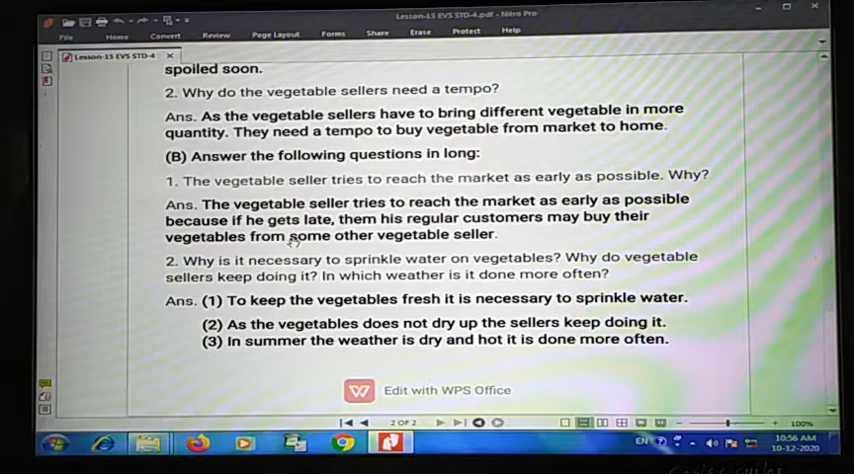 Lesson-15 EVS STD-4.pdf - Nitro Pro
File Home Convert Review Page Layout Forms Share Erase Protect Help
Lesson-15 EVS STD-4 ×
spoiled soon.
2. Why do the vegetable sellers need a tempo?
Ans. As the vegetable sellers have to bring different vegetable in more
quantity. They need a tempo to buy vegetable from market to home.
(B) Answer the following questions in long:
1. The vegetable seller tries to reach the market as early as possible. Why?
Ans. The vegetable seller tries to reach the market as early as possible
because if he gets late, them his regular customers may buy their
vegetables from some other vegetable seller.
2. Why is it necessary to sprinkle water on vegetables? Why do vegetable
sellers keep doing it? In which weather is it done more often?
Ans. (1) To keep the vegetables fresh it is necessary to sprinkle water.
(2) As the vegetables does not dry up the sellers keep doing it.
(3) In summer the weather is dry and hot it is done more often.
Edit with WPS Office
2 OF 2
100%
EN
10:56 AM
10-12-2020